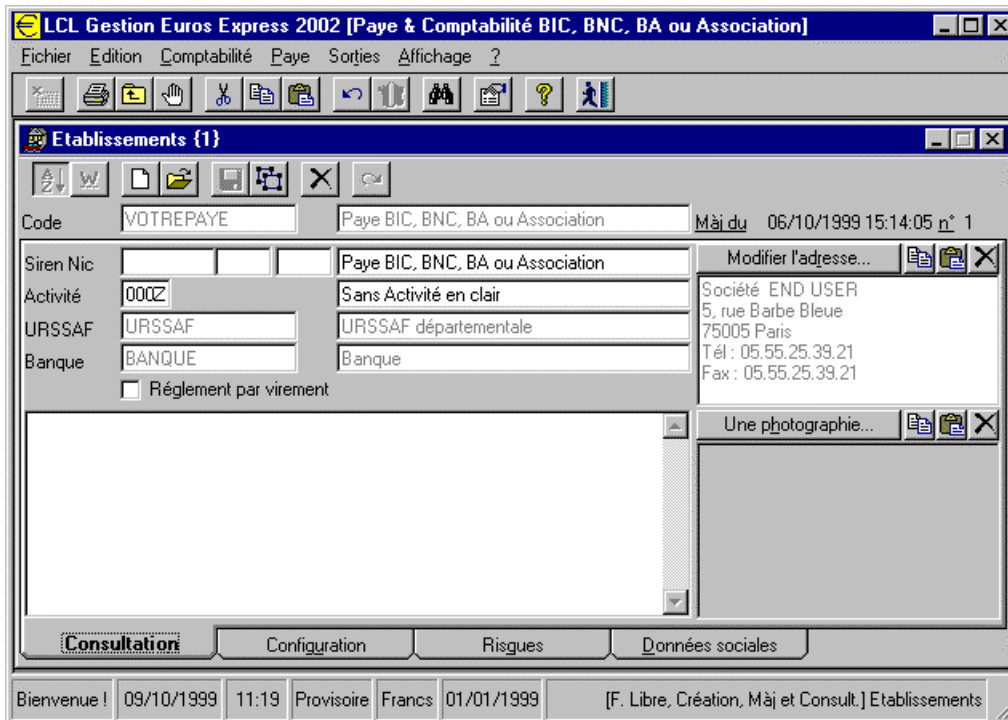 LCL Gestion Euros Express 2002 [Paye & Comptabilité BIC, BNC, BA ou Association]
Fichier Edition Comptabilité Paye Sorties Affichage ?
Etablissements {1}
Code VOTREPAYE Paye BIC, BNC, BA ou Association Màj du 06/10/1999 15:14:05 n° 1
Siren Nic Paye BIC, BNC, BA ou Association Modifier l'adresse...
Activité 000Z Sans Activité en clair
URSSAF URSSAF URSSAF départementale
Banque BANQUE Banque
Réglement par virement
Société END USER
5, rue Barbe Bleue
75005 Paris
Tél : 05.55.25.39.21
Fax : 05.55.25.39.21
Une photographie...
Consultation Configuration Risques Données sociales
Bienvenue ! 09/10/1999 11:19 Provisoire Francs 01/01/1999 [F. Libre, Création, Màj et Consult.] Etablissements